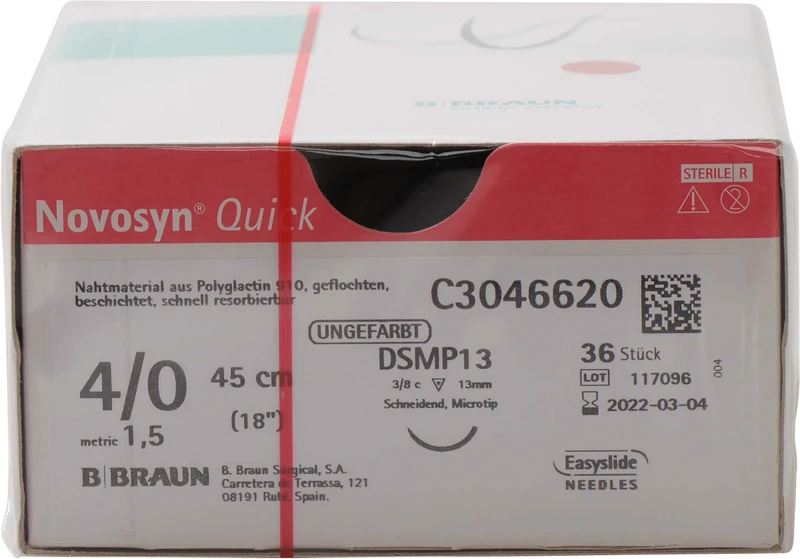 B|BRAUN
SHARING EXPERTISE
STERILE R
Novosyn® Quick
Nahtmaterial aus Polyglactin 910, geflochten,
beschichtet, schnell resorbierbar
C3046620
UNGEFARBT
4/0 45 cm
(18")
metric 1,5
DSMP13
3/8 c 13mm
Schneidend, Microtip
36 Stück
LOT 117096
2022-03-04
004
B|BRAUN
B. Braun Surgical, S.A.
Carretera de Terrassa, 121
08191 Rubí. Spain.
Easyslide
NEEDLES